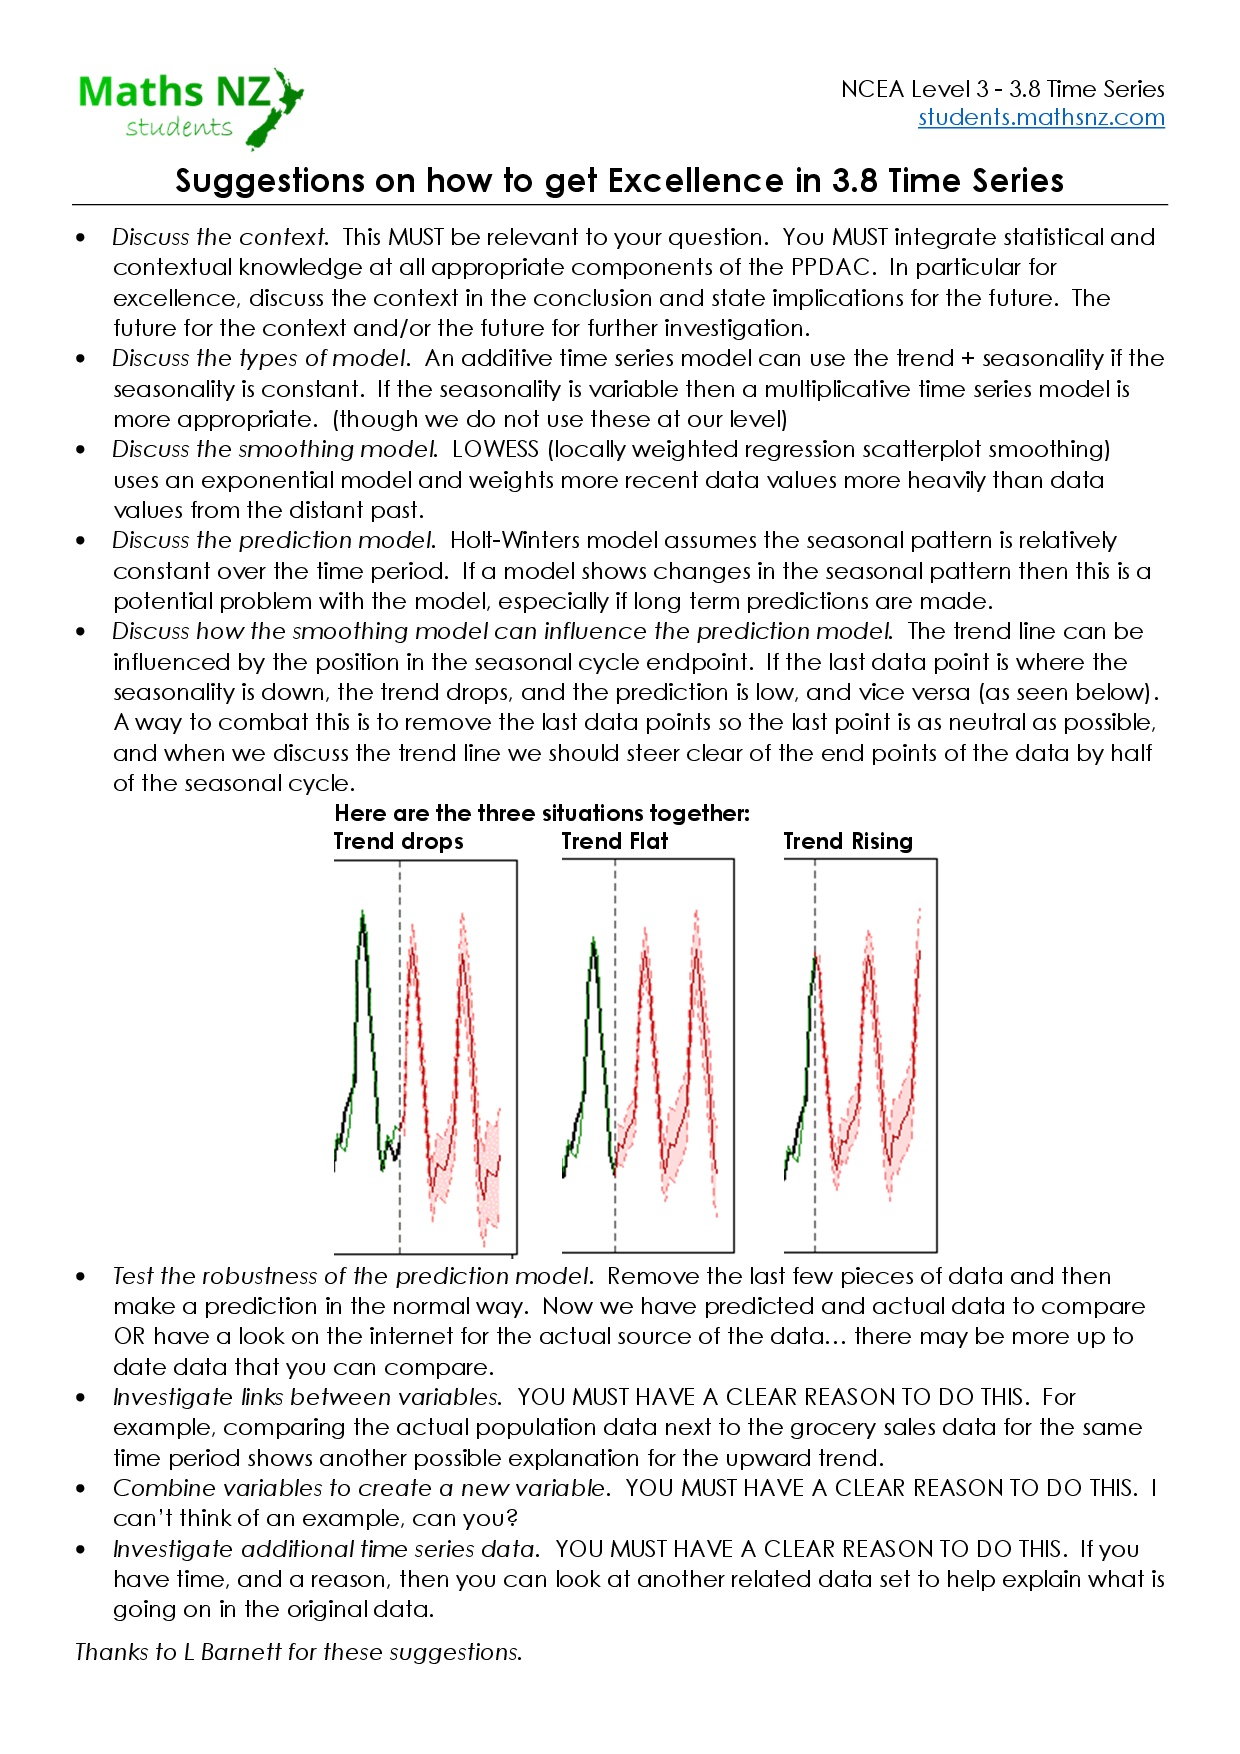 Maths NZ
students
NCEA Level 3 - 3.8 Time Series
students.mathsnz.com
Suggestions on how to get Excellence in 3.8 Time Series
• Discuss the context. This MUST be relevant to your question. You MUST integrate statistical and
contextual knowledge at all appropriate components of the PPDAC. In particular for
excellence, discuss the context in the conclusion and state implications for the future. The
future for the context and/or the future for further investigation.
• Discuss the types of model. An additive time series model can use the trend + seasonality if the
seasonality is constant. If the seasonality is variable then a multiplicative time series model is
more appropriate. (though we do not use these at our level)
• Discuss the smoothing model. LOWESS (locally weighted regression scatterplot smoothing)
uses an exponential model and weights more recent data values more heavily than data
values from the distant past.
• Discuss the prediction model. Holt-Winters model assumes the seasonal pattern is relatively
constant over the time period. If a model shows changes in the seasonal pattern then this is a
potential problem with the model, especially if long term predictions are made.
• Discuss how the smoothing model can influence the prediction model. The trend line can be
influenced by the position in the seasonal cycle endpoint. If the last data point is where the
seasonality is down, the trend drops, and the prediction is low, and vice versa (as seen below).
A way to combat this is to remove the last data points so the last point is as neutral as possible,
and when we discuss the trend line we should steer clear of the end points of the data by half
of the seasonal cycle.
Here are the three situations together:
Trend drops Trend Flat Trend Rising
• Test the robustness of the prediction model. Remove the last few pieces of data and then
make a prediction in the normal way. Now we have predicted and actual data to compare
OR have a look on the internet for the actual source of the data… there may be more up to
date data that you can compare.
• Investigate links between variables. YOU MUST HAVE A CLEAR REASON TO DO THIS. For
example, comparing the actual population data next to the grocery sales data for the same
time period shows another possible explanation for the upward trend.
• Combine variables to create a new variable. YOU MUST HAVE A CLEAR REASON TO DO THIS. I
can't think of an example, can you?
• Investigate additional time series data. YOU MUST HAVE A CLEAR REASON TO DO THIS. If you
have time, and a reason, then you can look at another related data set to help explain what is
going on in the original data.
Thanks to L Barnett for these suggestions.